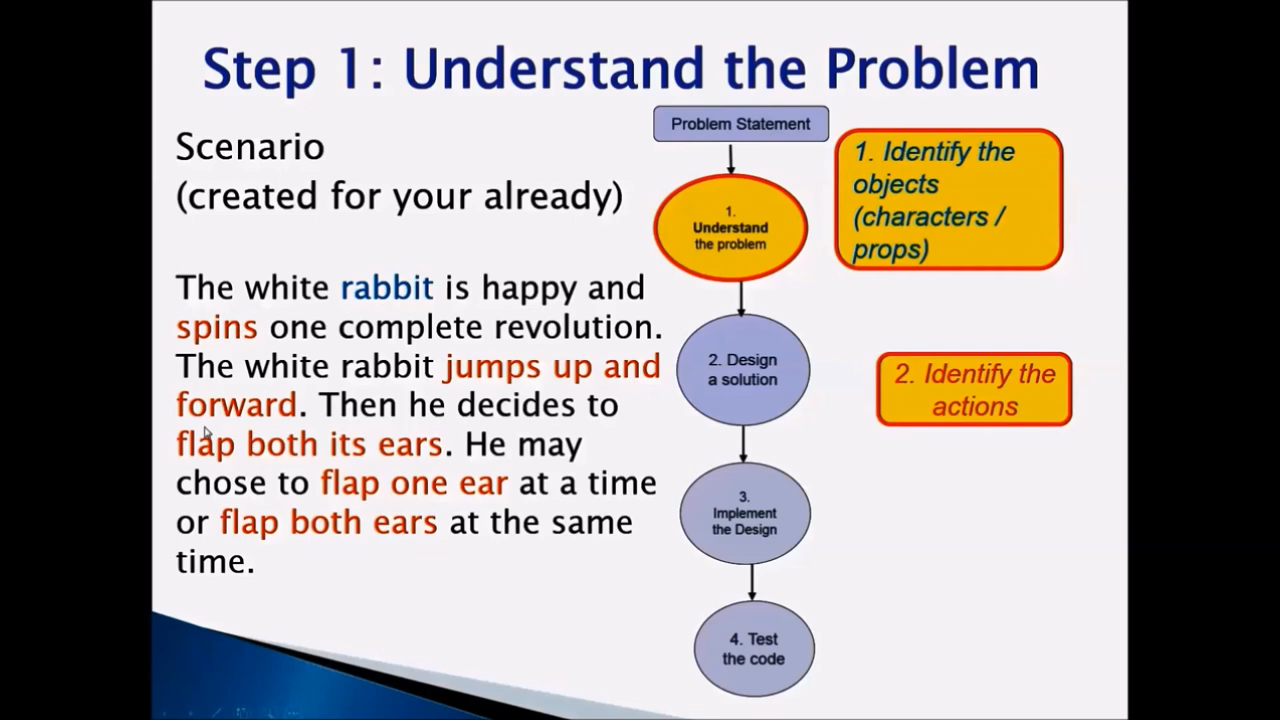 Step 1: Understand the Problem
Scenario
(created for your already)
The white rabbit is happy and
spins one complete revolution.
The white rabbit jumps up and
forward. Then he decides to
flap both its ears. He may
chose to flap one ear at a time
or flap both ears at the same
time.
Problem Statement
1.
Understand
the problem
2. Design
a solution
3.
Implement
the Design
4. Test
the code
1. Identify the
objects
(characters /
props)
2. Identify the
actions